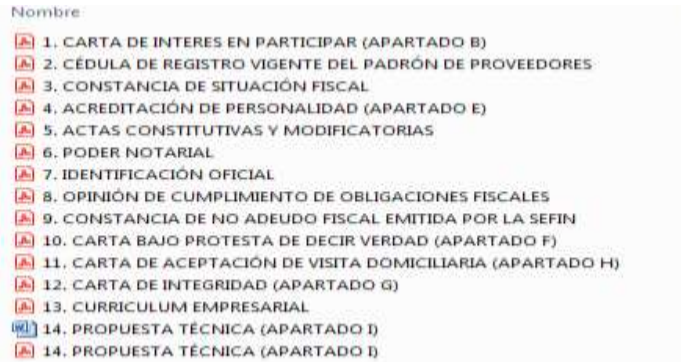 Nombre
1. CARTA DE INTERES EN PARTICIPAR (APARTADO B)
2. CÉDULA DE REGISTRO VIGENTE DEL PADRÓN DE PROVEEDORES
3. CONSTANCIA DE SITUACIÓN FISCAL
4. ACREDITACIÓN DE PERSONALIDAD (APARTADO E)
5. ACTAS CONSTITUTIVAS Y MODIFICATORIAS
6. PODER NOTARIAL
7. IDENTIFICACIÓN OFICIAL
8. OPINIÓN DE CUMPLIMIENTO DE OBLIGACIONES FISCALES
9. CONSTANCIA DE NO ADEUDO FISCAL EMITIDA POR LA SEFIN
10. CARTA BAJO PROTESTA DE DECIR VERDAD (APARTADO F)
11. CARTA DE ACEPTACIÓN DE VISITA DOMICILIARIA (APARTADO H)
12. CARTA DE INTEGRIDAD (APARTADO G)
13. CURRICULUM EMPRESARIAL
14. PROPUESTA TÉCNICA (APARTADO I)
14. PROPUESTA TÉCNICA (APARTADO I)